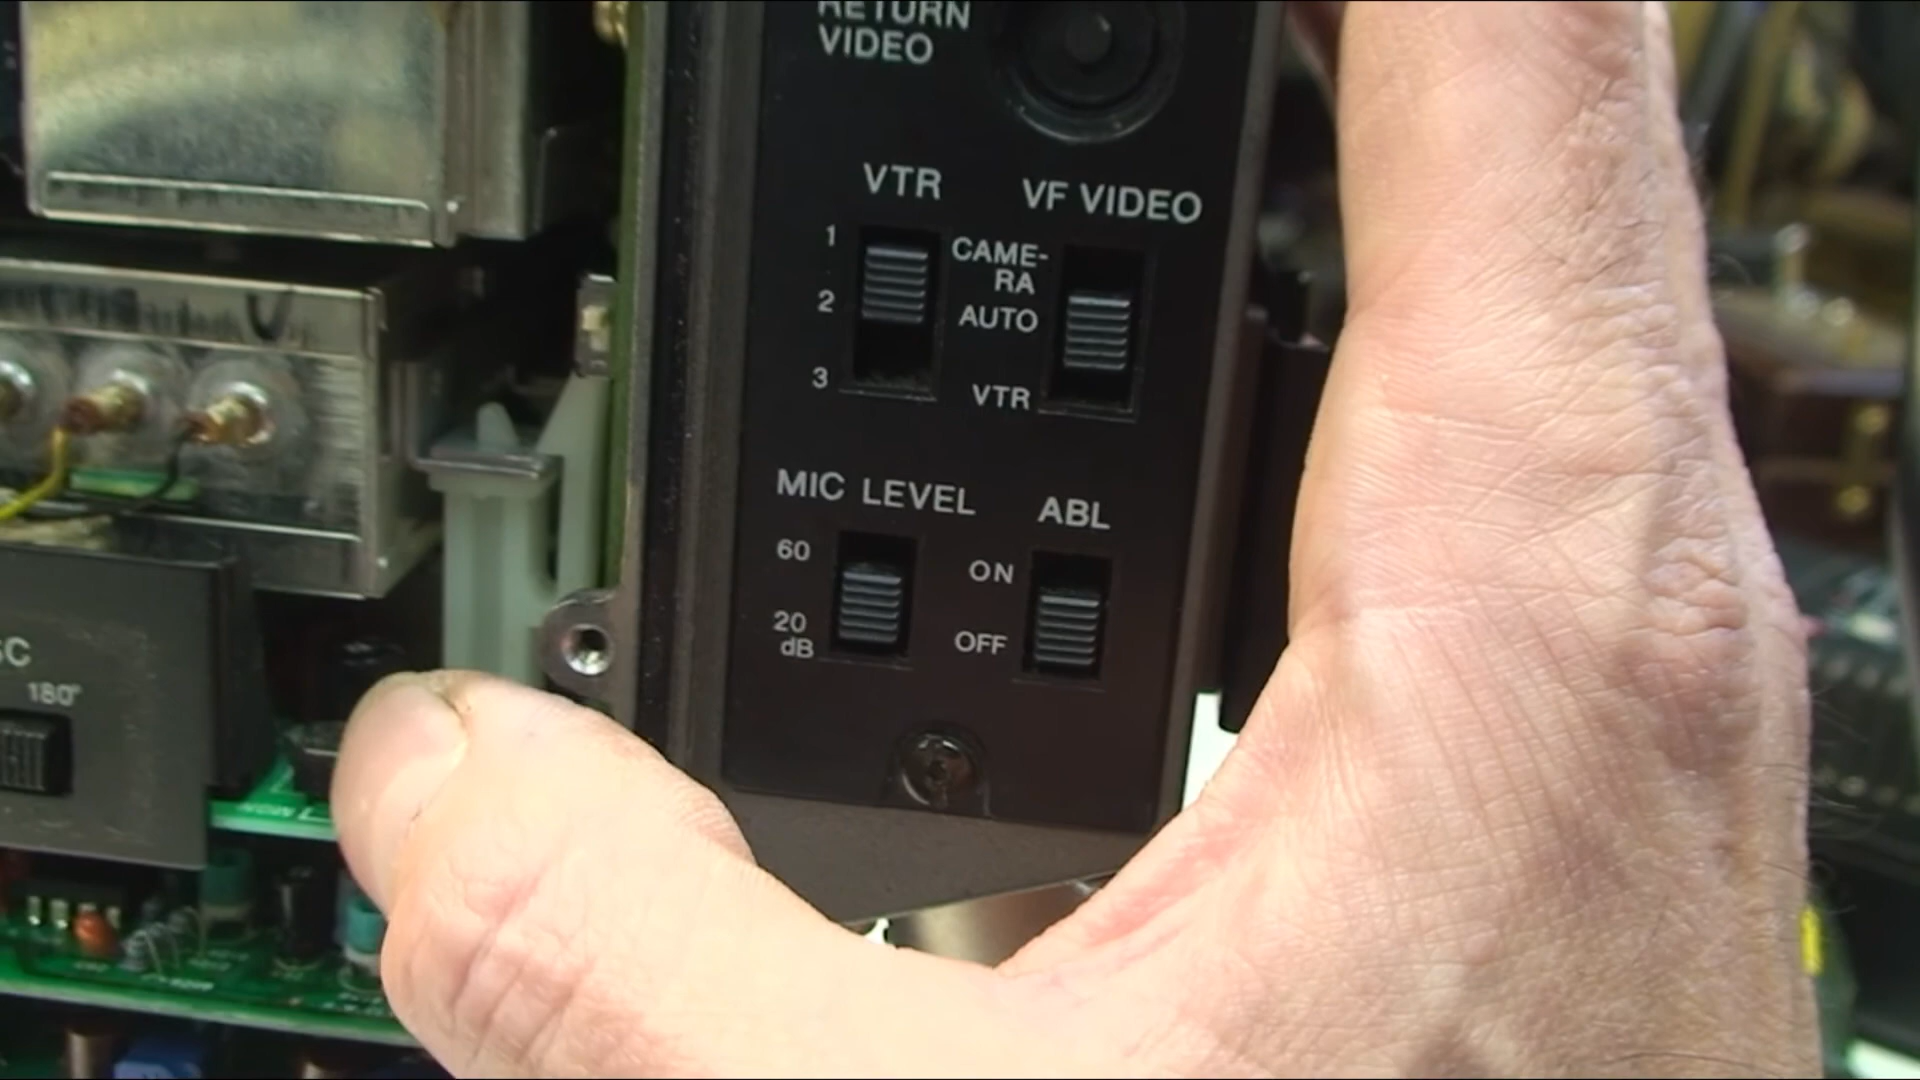 RETURN
VIDEO
VTR
VF VIDEO
1
2
3
CAME-
RA
AUTO
VTR
MIC LEVEL
ABL
60
20
dB
ON
OFF
SC
180°